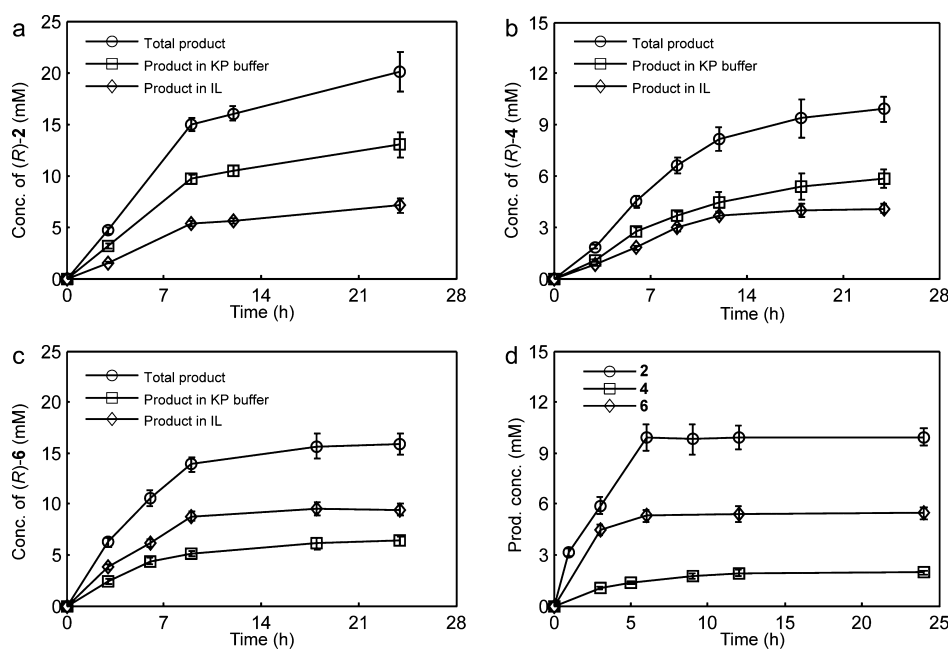 a
25
20
15
10
5
0
Conc. of (R)-2 (mM)
Total product
Product in KP buffer
Product in IL
0 7 14 21 28
Time (h)
b
15
12
9
6
3
0
Conc. of (R)-4 (mM)
Total product
Product in KP buffer
Product in IL
0 7 14 21 28
Time (h)
c
25
20
15
10
5
0
Conc. of (R)-6 (mM)
Total product
Product in KP buffer
Product in IL
0 7 14 21 28
Time (h)
d
15
12
9
6
3
0
Prod. conc. (mM)
2
4
6
0 5 10 15 20 25
Time (h)